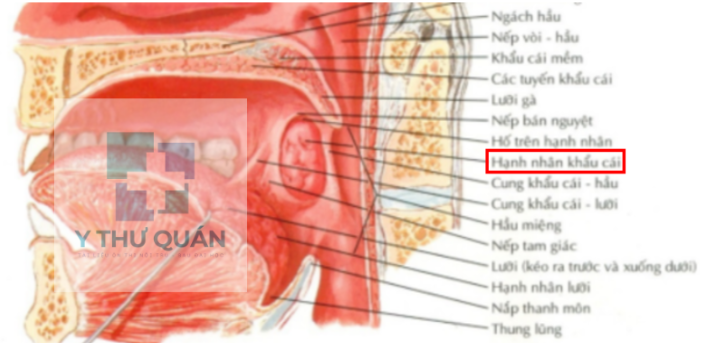 Ngách hầu
Nếp vòi - hầu
Khẩu cái mềm
Các tuyến khẩu cái
Lưỡi gà
Nếp bán nguyệt
Hố trên hạnh nhân
Hạnh nhân khẩu cái
Cung khẩu cái - hầu
Cung khẩu cái - lưỡi
Hầu miệng
Nếp tam giác
Lưỡi (kéo ra trước và xuống dưới)
Hạnh nhân lưỡi
Nắp thanh môn
Thung lũng
Y THƯ QUÁN